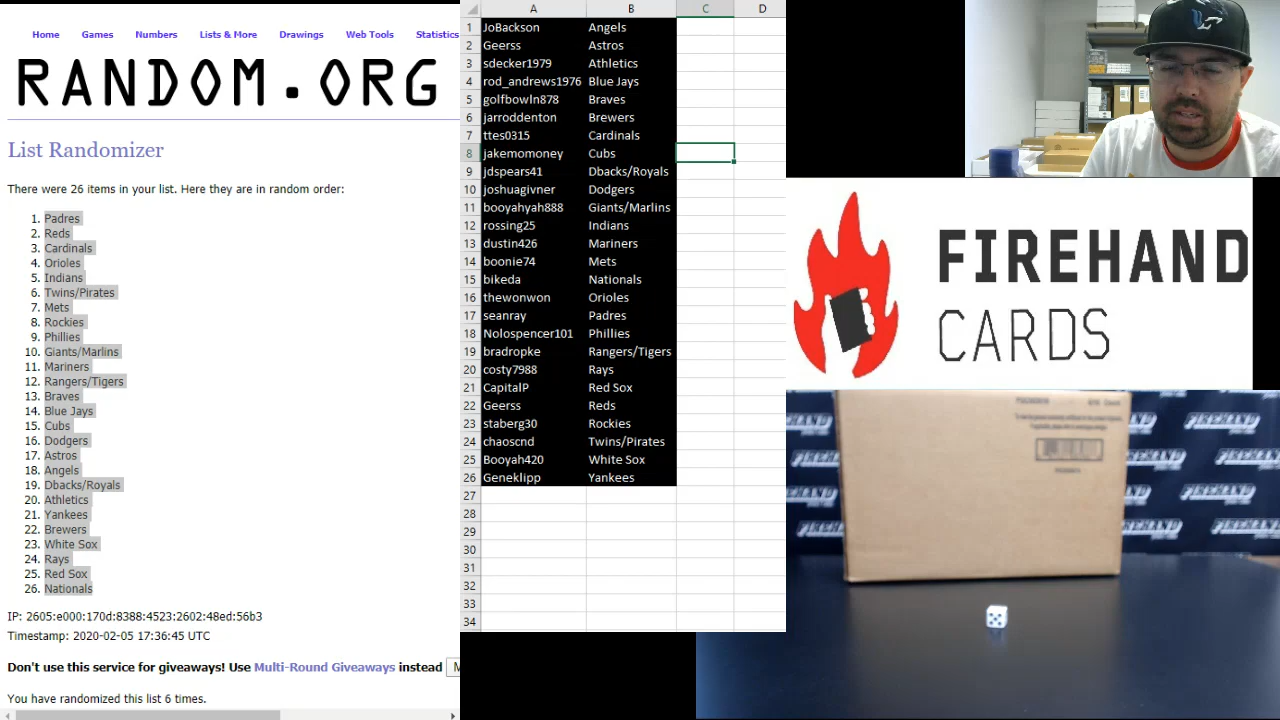 Home Games Numbers Lists & More Drawings Web Tools Statistics
RANDOM.ORG
List Randomizer
There were 26 items in your list. Here they are in random order:
1. Padres
2. Reds
3. Cardinals
4. Orioles
5. Indians
6. Twins/Pirates
7. Mets
8. Rockies
9. Phillies
10. Giants/Marlins
11. Mariners
12. Rangers/Tigers
13. Braves
14. Blue Jays
15. Cubs
16. Dodgers
17. Astros
18. Angels
19. Dbacks/Royals
20. Athletics
21. Yankees
22. Brewers
23. White Sox
24. Rays
25. Red Sox
26. Nationals
IP: 2605:e000:170d:8388:4523:2602:48ed:56b3
Timestamp: 2020-02-05 17:36:45 UTC
Don't use this service for giveaways! Use Multi-Round Giveaways instead M
You have randomized this list 6 times.
A B C D
1 JoBackson Angels
2 Geerss Astros
3 sdecker1979 Athletics
4 rod_andrews1976 Blue Jays
5 golfbowln878 Braves
6 jarroddenton Brewers
7 ttes0315 Cardinals
8 jakemomoney Cubs
9 jdspears41 Dbacks/Royals
10 joshuagivner Dodgers
11 booyahyah888 Giants/Marlins
12 rossing25 Indians
13 dustin426 Mariners
14 boonie74 Mets
15 bikeda Nationals
16 thewonwon Orioles
17 seanray Padres
18 Nolospencer101 Phillies
19 bradropke Rangers/Tigers
20 costy7988 Rays
21 CapitalP Red Sox
22 Geerss Reds
23 staberg30 Rockies
24 chaoscnd Twins/Pirates
25 Booyah420 White Sox
26 Geneklipp Yankees
27
28
29
30
31
32
33
34
FIREHAND
CARDS
FIREHAND
FIREHAND
FIREHAND